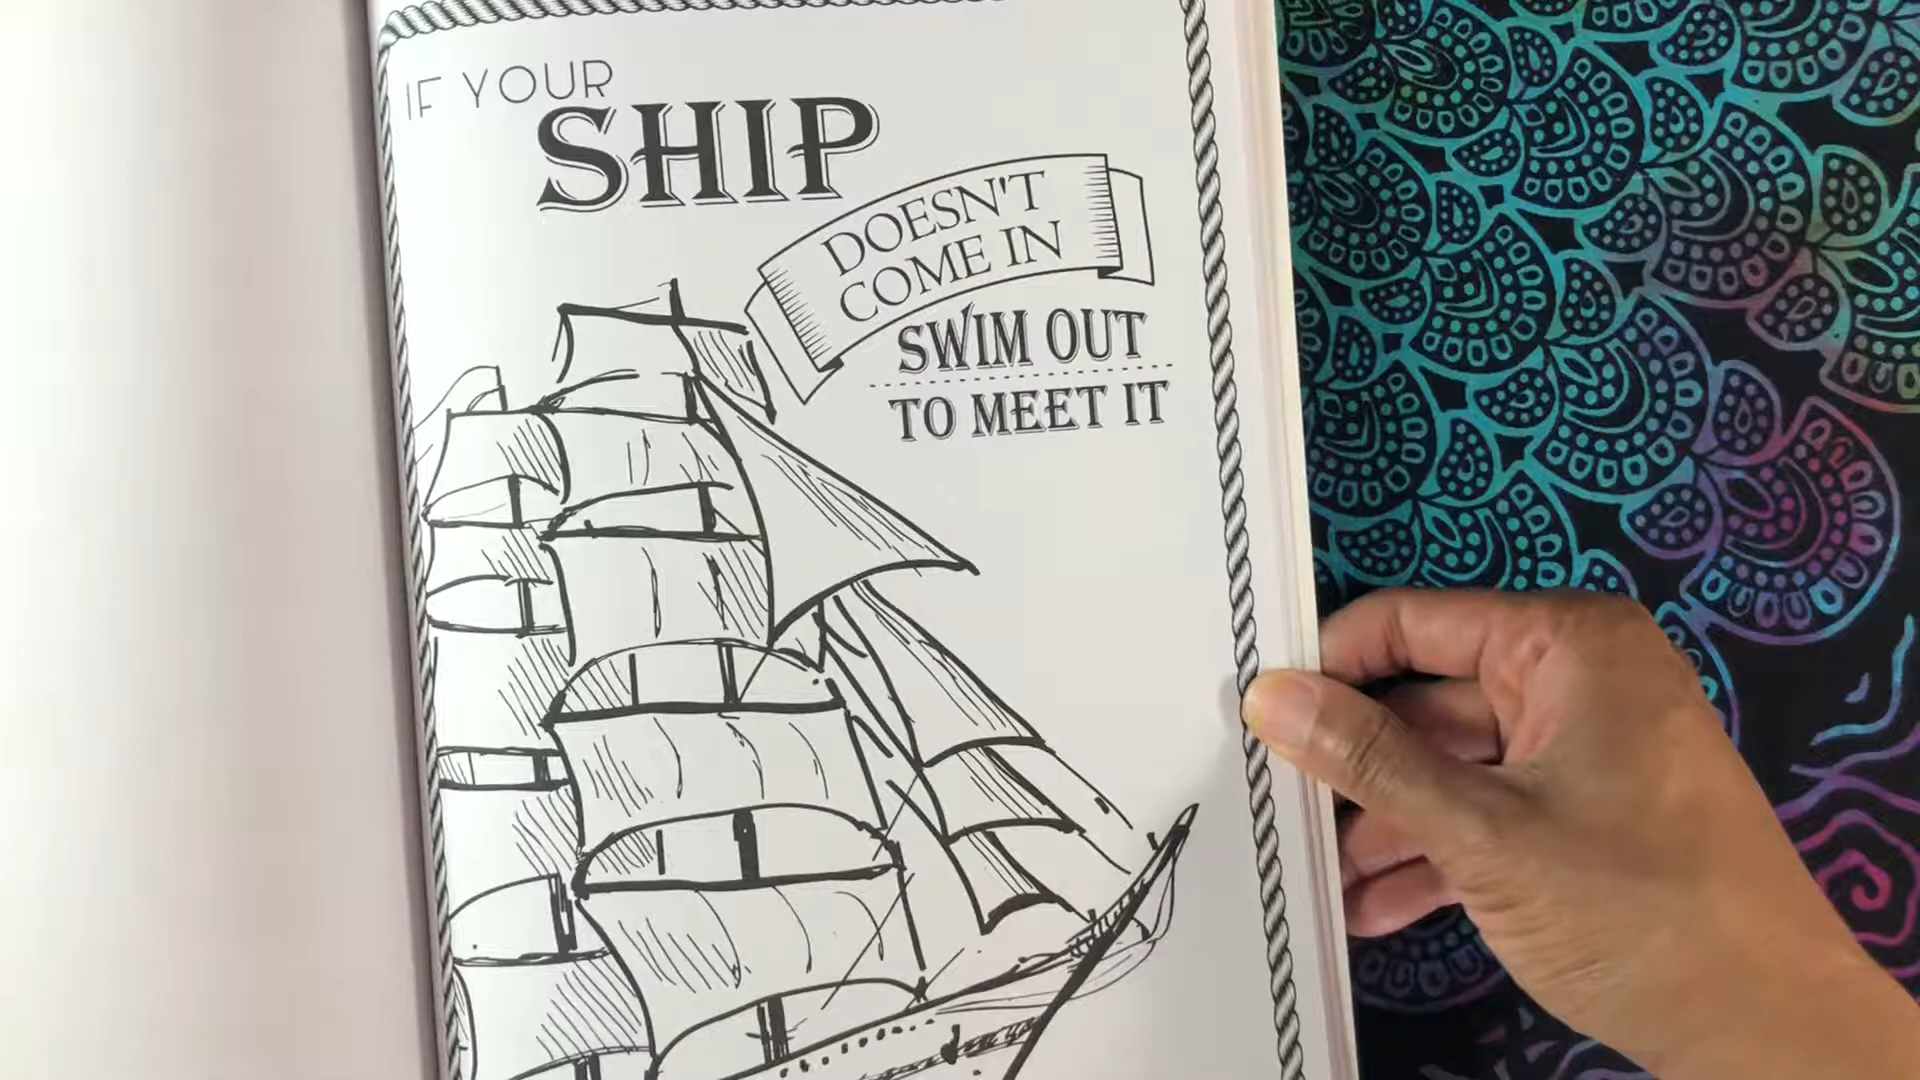 IF YOUR
SHIP
DOESN'T
COME IN
SWIM OUT
TO MEET IT